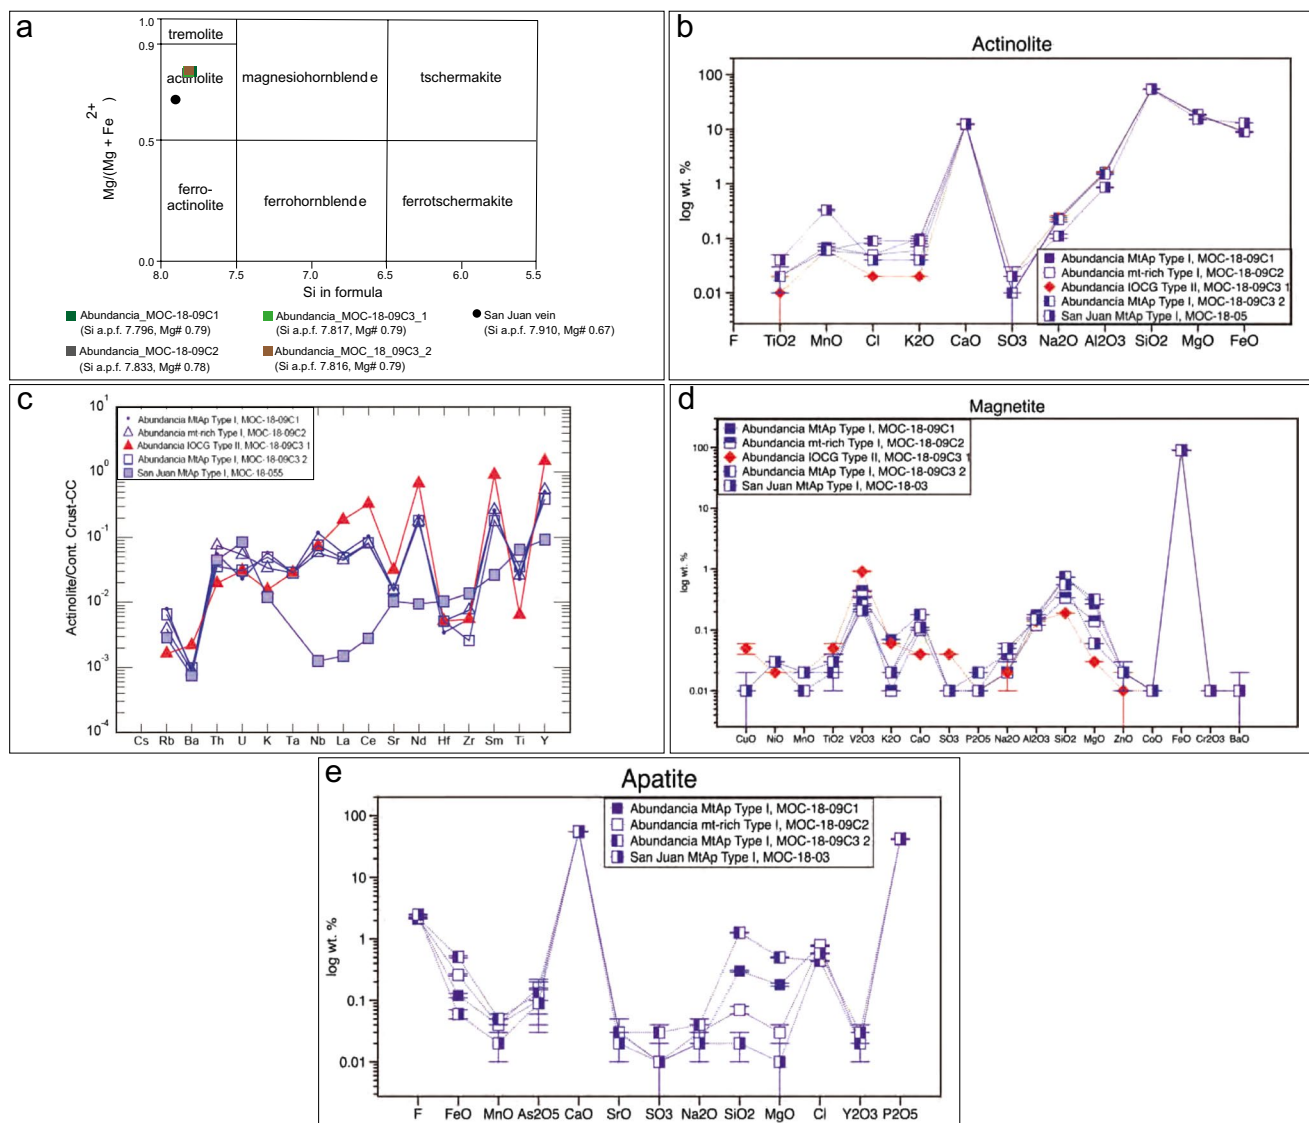 a
1.0
0.9
0.5
0.0
Mg/(Mg + Fe2+)
tremolite
actinolite
magnesiohornblende
tschermakite
ferro-
actinolite
ferrohornblende
ferrotschermakite
8.0 7.5 7.0 6.5 6.0 5.5
Si in formula
Abundancia_MOC-18-09C1
(Si a.p.f. 7.796, Mg# 0.79)
Abundancia_MOC-18-09C3_1
(Si a.p.f. 7.817, Mg# 0.79)
San Juan vein
(Si a.p.f. 7.910, Mg# 0.67)
Abundancia_MOC-18-09C2
(Si a.p.f. 7.833, Mg# 0.78)
Abundancia_MOC_18_09C3_2
(Si a.p.f. 7.816, Mg# 0.79)
b
Actinolite
log wt. %
100
10
1
0.1
0.01
Abundancia MtAp Type I, MOC-18-09C1
Abundancia mt-rich Type I, MOC-18-09C2
Abundancia IOCG Type II, MOC-18-09C3 1
Abundancia MtAp Type I, MOC-18-09C3 2
San Juan MtAp Type I, MOC-18-05
F TiO2 MnO Cl K2O CaO SO3 Na2O Al2O3 SiO2 MgO FeO
c
Actinolite/Cont. Crust-CC
10^1
10^0
10^-1
10^-2
10^-3
10^-4
Abundancia MtAp Type I, MOC-18-09C1
Abundancia mt-rich Type I, MOC-18-09C2
Abundancia IOCG Type II, MOC-18-09C3 1
Abundancia MtAp Type I, MOC-18-09C3 2
San Juan MtAp Type I, MOC-18-055
Cs Rb Ba Th U K Ta Nb La Ce Sr Nd Hf Zr Sm Ti Y
d
Magnetite
log wt. %
100
10
1
0.1
0.01
Abundancia MtAp Type I, MOC-18-09C1
Abundancia mt-rich Type I, MOC-18-09C2
Abundancia IOCG Type II, MOC-18-09C3 1
Abundancia MtAp Type I, MOC-18-09C3 2
San Juan MtAp Type I, MOC-18-03
CuO NiO MnO TiO2 V2O3 K2O CaO SO3 P2O5 Na2O Al2O3 SiO2 MgO ZnO CoO FeO Cr2O3 BaO
e
Apatite
log wt. %
100
10
1
0.1
0.01
Abundancia MtAp Type I, MOC-18-09C1
Abundancia mt-rich Type I, MOC-18-09C2
Abundancia MtAp Type I, MOC-18-09C3 2
San Juan MtAp Type I, MOC-18-03
F FeO MnO As2O5 CaO SrO SO3 Na2O SiO2 MgO Cl Y2O3 P2O5